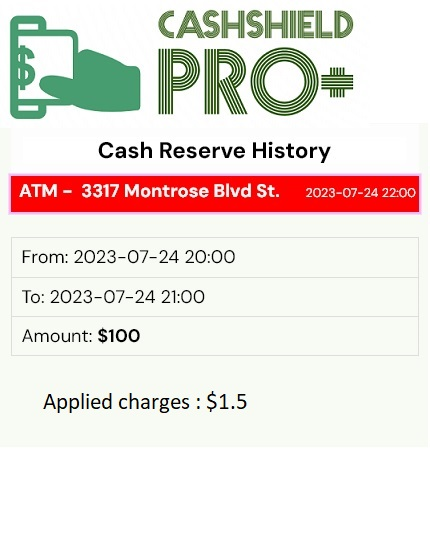 CASHSHIELD
PRO+
$
Cash Reserve History
ATM - 3317 Montrose Blvd St. 2023-07-24 22:00
From: 2023-07-24 20:00
To: 2023-07-24 21:00
Amount: $100
Applied charges : $1.5